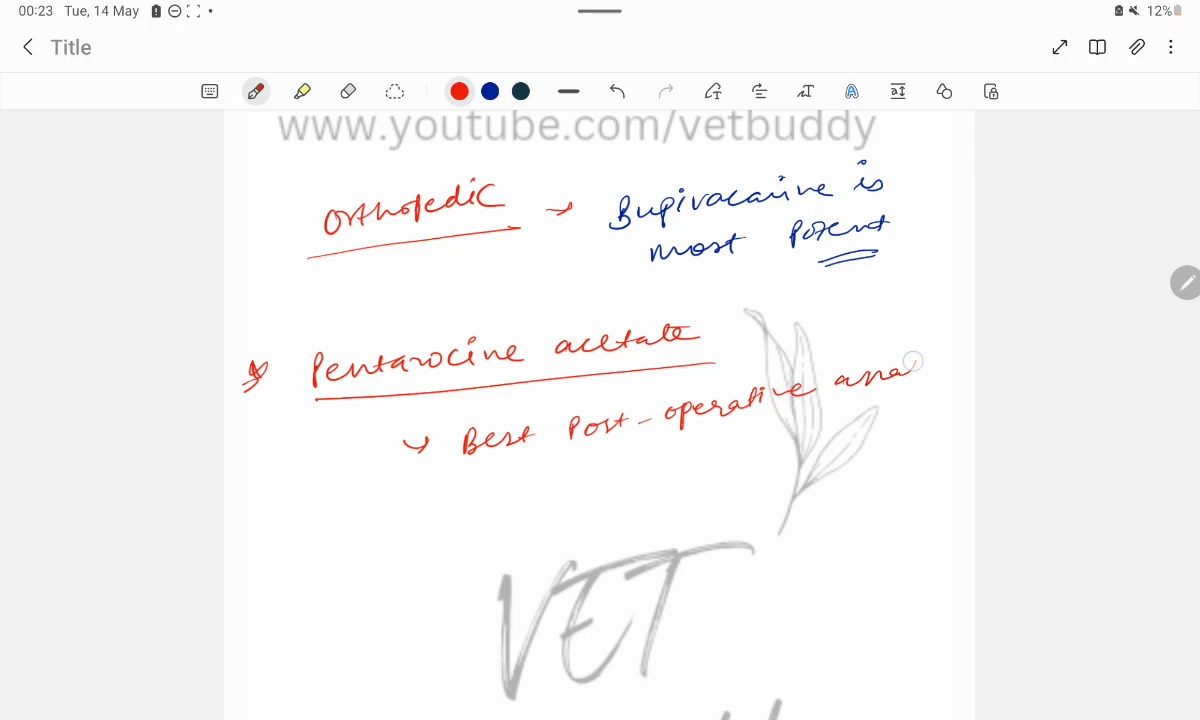 00:23 Tue, 14 May
12%
Title
www.youtube.com/vetbuddy
Orthopedic → Bupivacaine is
most Potent
Pentazocine acetate
→ Best Post-operative ana
VET